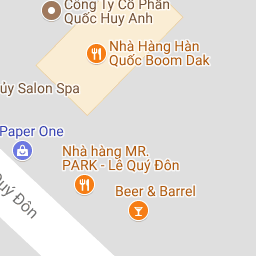 Công Ty Cổ Phần
Quốc Huy Anh
Nhà Hàng Hàn
Quốc Boom Dak
Salon Spa
Paper One
Nhà hàng MR.
PARK - Lê Quý Đôn
Beer & Barrel
Quý Đôn